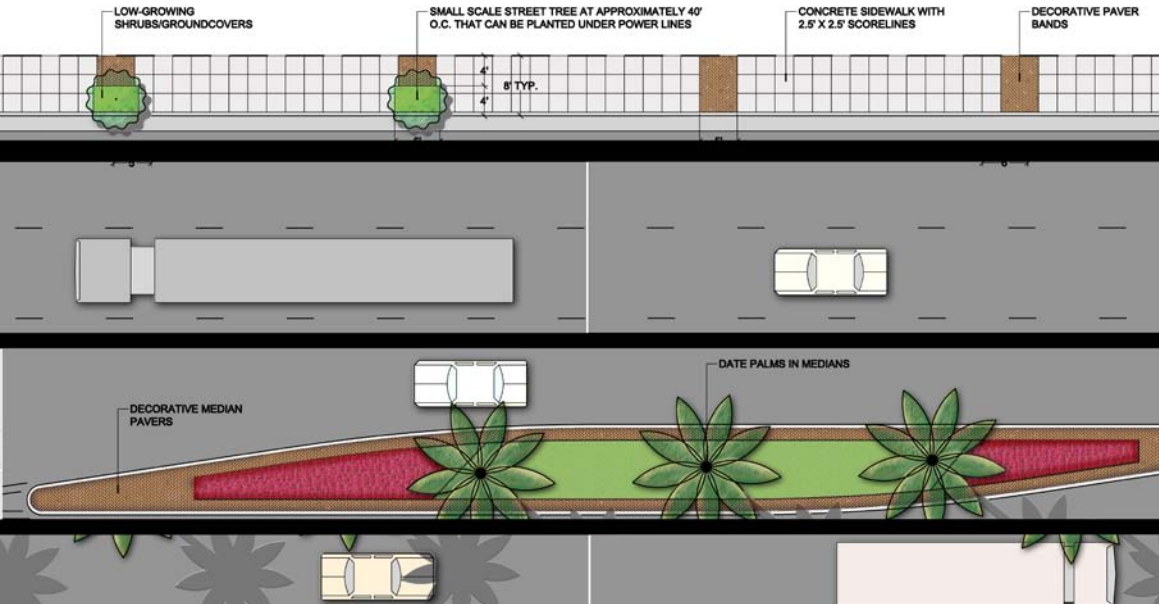 LOW-GROWING
SHRUBS/GROUNDCOVERS
SMALL SCALE STREET TREE AT APPROXIMATELY 40'
O.C. THAT CAN BE PLANTED UNDER POWER LINES
CONCRETE SIDEWALK WITH
2.5' X 2.5' SCORELINES
DECORATIVE PAVER
BANDS
4'
8' TYP.
4'
DATE PALMS IN MEDIANS
DECORATIVE MEDIAN
PAVERS